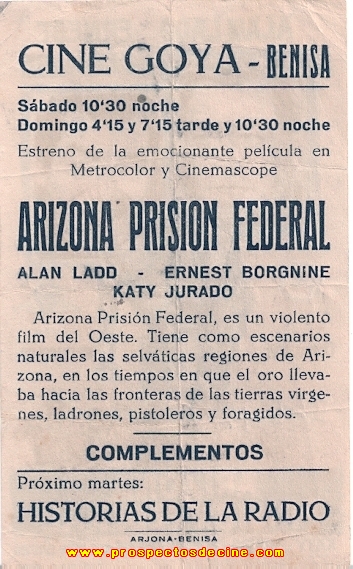 CINE GOYA - BENISA
Sábado 10'30 noche
Domingo 4'15 y 7'15 tarde y 10'30 noche
Estreno de la emocionante película en
Metrocolor y Cinemascope
ARIZONA PRISION FEDERAL
ALAN LADD - ERNEST BORGNINE
KATY JURADO
Arizona Prisión Federal, es un violento
film del Oeste. Tiene como escenarios
naturales las selváticas regiones de Ari-
zona, en los tiempos en que el oro lleva-
ba hacia las fronteras de las tierras vírge-
nes, ladrones, pistoleros y foragidos.
COMPLEMENTOS
Próximo martes:
HISTORIAS DE LA RADIO
ARJONA-BENISA
www.prospectosdecine.com